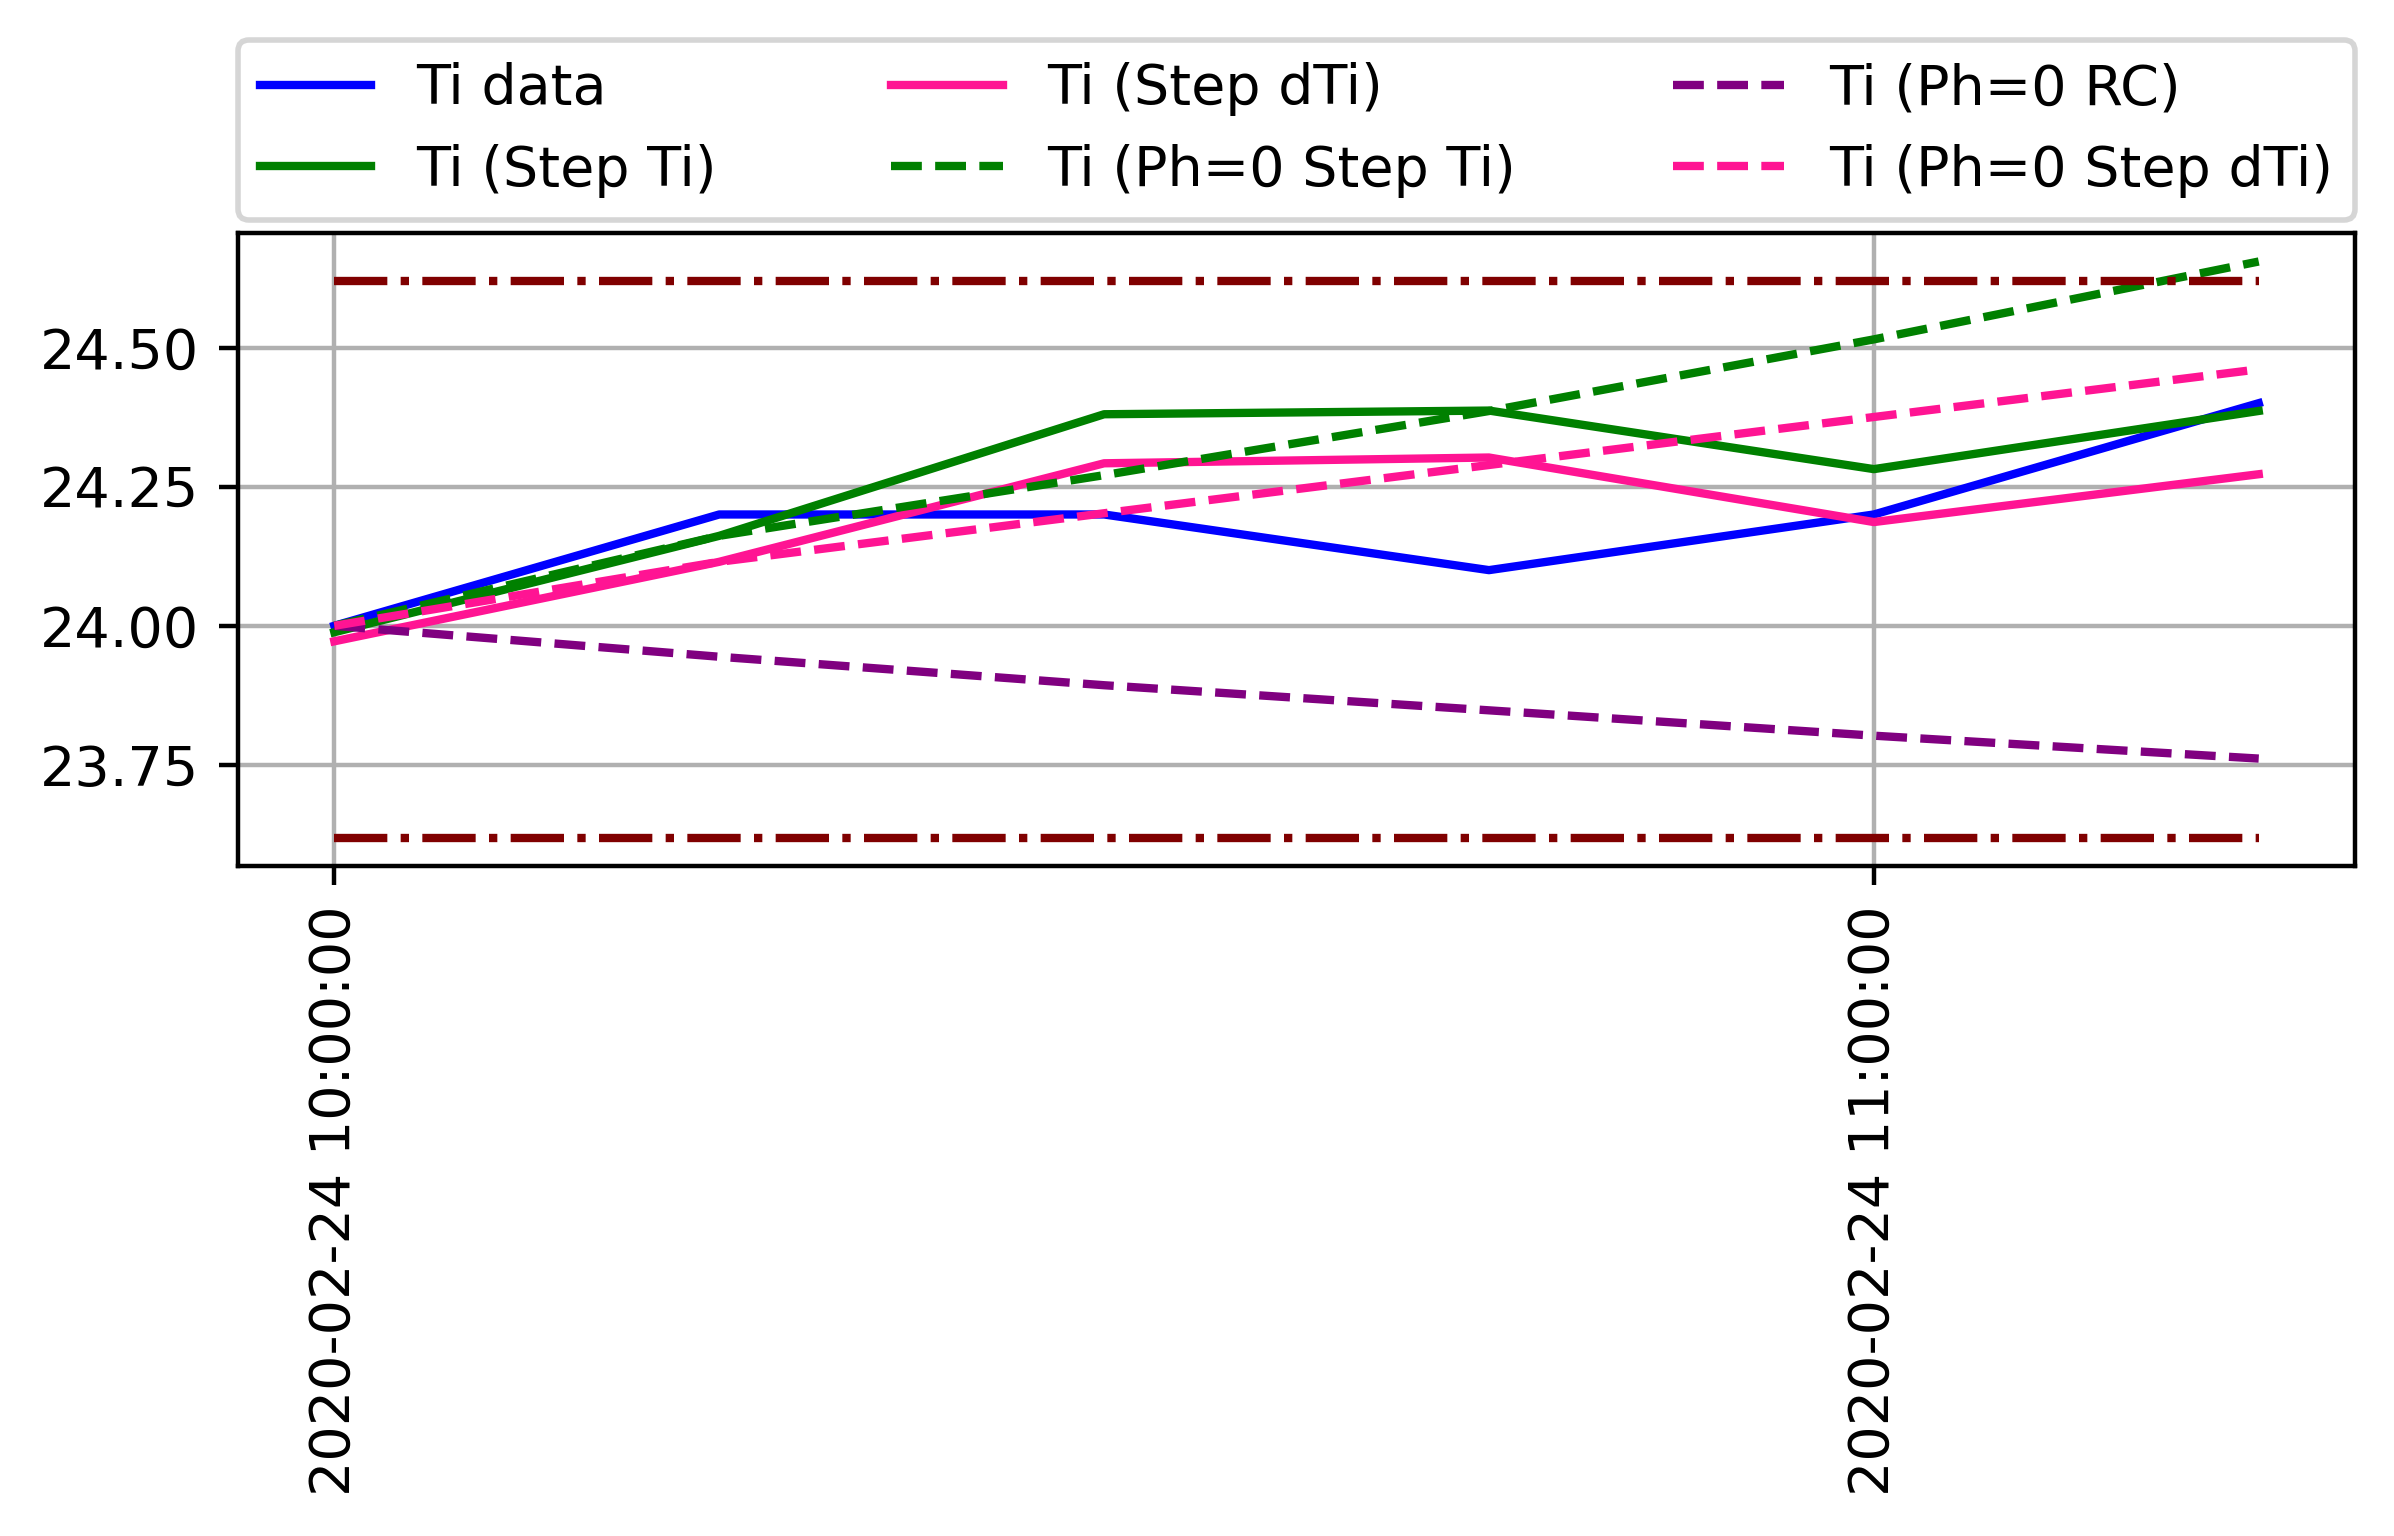 Ti data
Ti (Step Ti)
Ti (Step dTi)
Ti (Ph=0 Step Ti)
Ti (Ph=0 RC)
Ti (Ph=0 Step dTi)
24.50
24.25
24.00
23.75
2020-02-24 10:00:00
2020-02-24 11:00:00